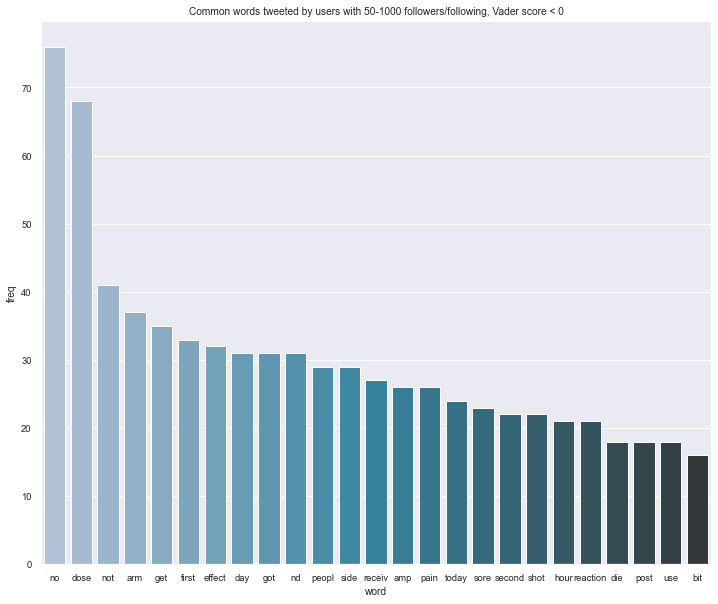 Common words tweeted by users with 50-1000 followers/following, Vader score < 0
70
60
50
40
30
20
10
0
freq
no dose not arm get first effect day got nd peopl side receiv amp pain today sore second shot hour reaction die post use bit
word